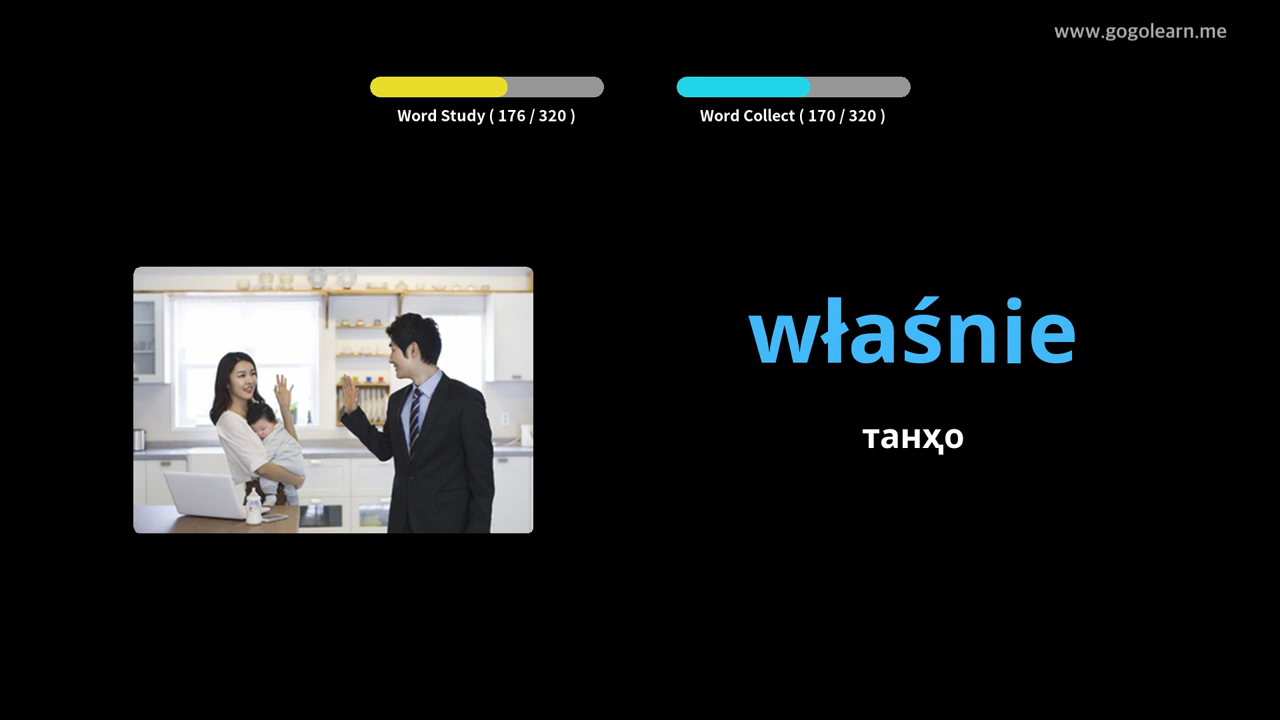 www.gogolearn.me
Word Study ( 176 / 320 )
Word Collect ( 170 / 320 )
właśnie
танҳо